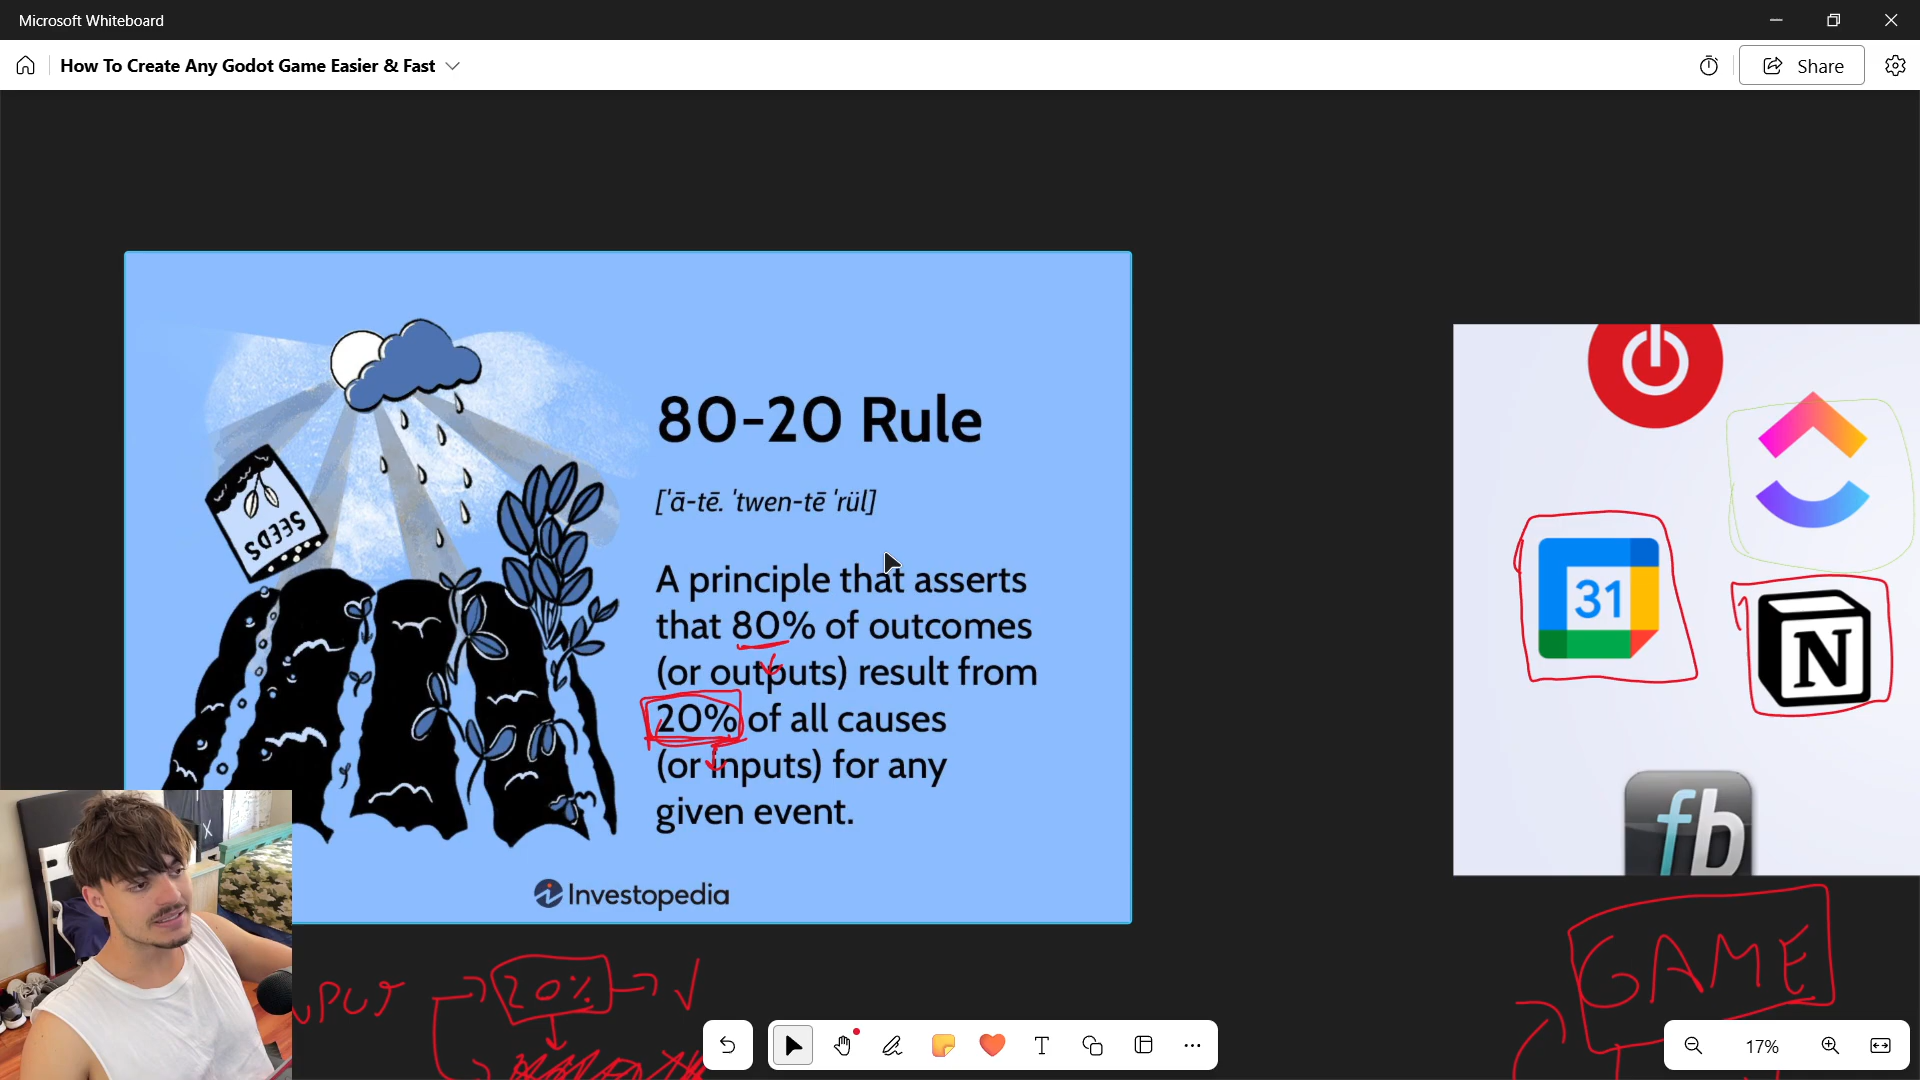 Microsoft Whiteboard
How To Create Any Godot Game Easier & Fast
Share
80-20 Rule
['ā-tē. 'twen-tē 'rül]
A principle that asserts
that 80% of outcomes
(or outputs) result from
20% of all causes
(or inputs) for any
given event.
SEEDS
Investopedia
31
N
fb
20%
GAME
T
17%